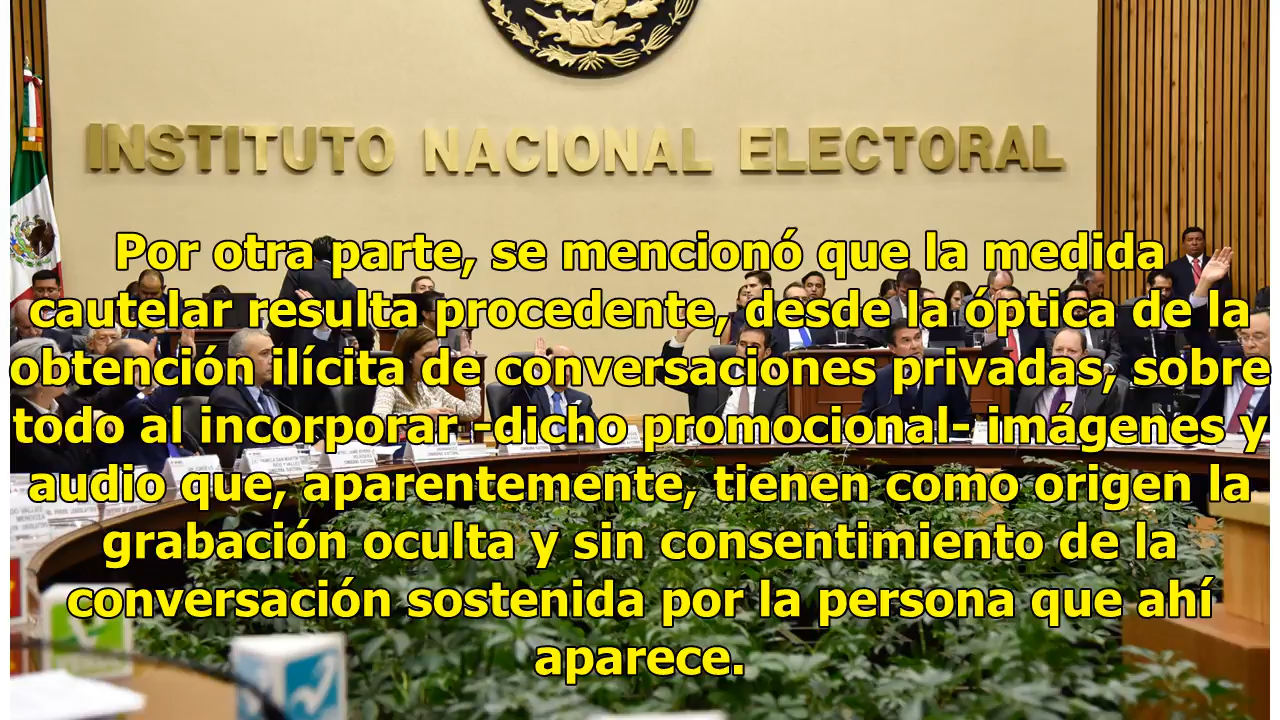 INSTITUTO NACIONAL ELECTORAL
Por otra parte, se mencionó que la medida
cautelar resulta procedente, desde la óptica de la
obtención ilícita de conversaciones privadas, sobre
todo al incorporar -dicho promocional- imágenes y
audio que, aparentemente, tienen como origen la
grabación oculta y sin consentimiento de la
conversación sostenida por la persona que ahí
aparece.